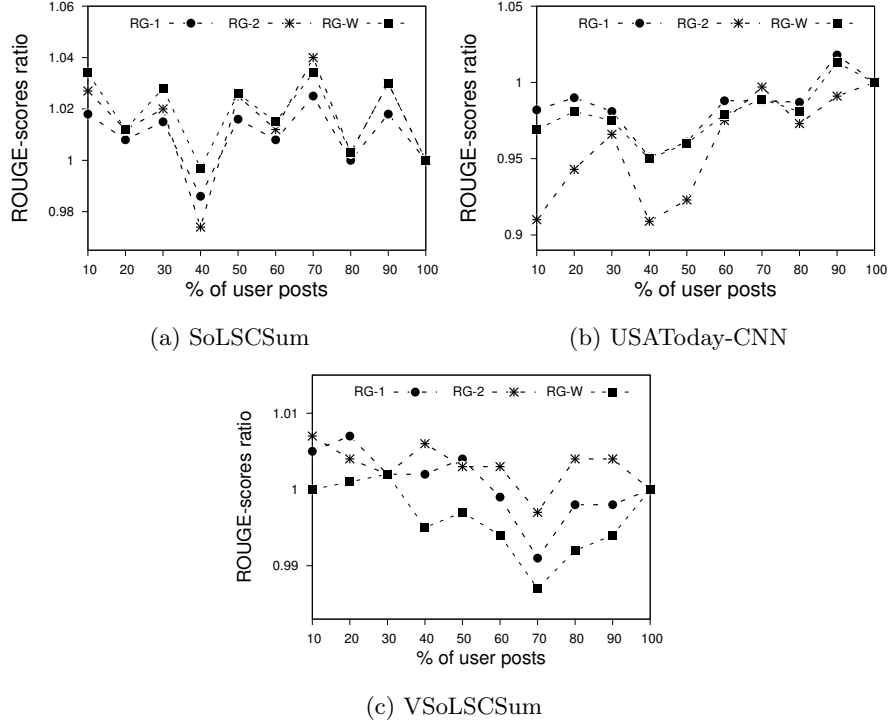 1.06
1.04
1.02
1
0.98
ROUGE-scores ratio
RG-1 RG-2 RG-W
10 20 30 40 50 60 70 80 90 100
% of user posts
(a) SoLSCSum
1.05
1
0.95
0.9
ROUGE-scores ratio
RG-1 RG-2 RG-W
10 20 30 40 50 60 70 80 90 100
% of user posts
(b) USAToday-CNN
1.01
1
0.99
ROUGE-scores ratio
RG-1 RG-2 RG-W
10 20 30 40 50 60 70 80 90 100
% of user posts
(c) VSoLSCSum